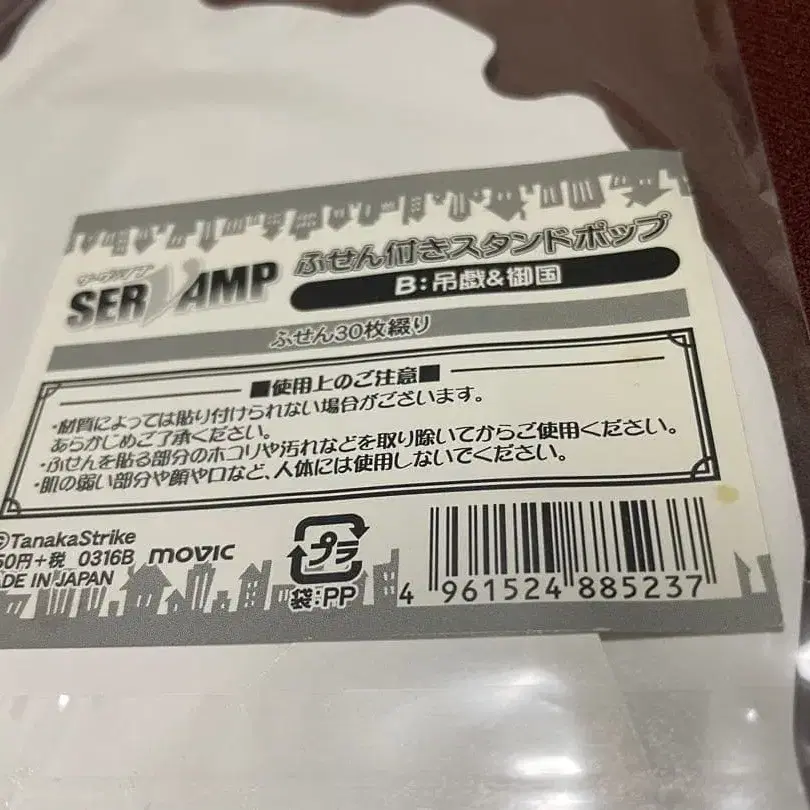 サーヴァンプ
SERVAMP
ふせん付きスタンドポップ
B:吊戯&御国
ふせん30枚綴り
■使用上のご注意■
・材質によっては貼り付けられない場合がございます。
あらかじめご了承ください。
・ふせんを貼る部分のホコリや汚れなどを取り除いてからご使用ください。
・肌の弱い部分や顔や口など、人体には使用しないでください。
©TanakaStrike
50円+税 0316B movic
ADE IN JAPAN
プラ
袋:PP
4 961524 885237